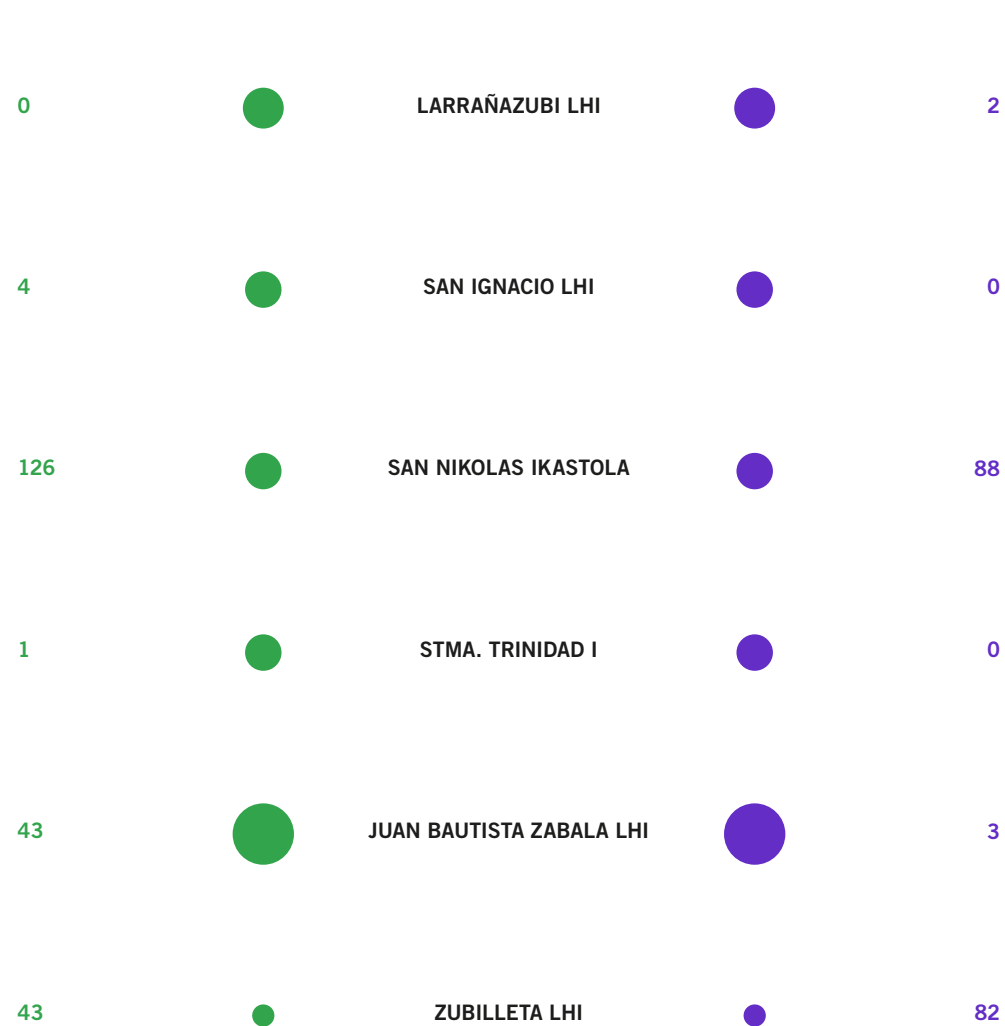 0 LARRAÑAZUBI LHI 2
4 SAN IGNACIO LHI 0
126 SAN NIKOLAS IKASTOLA 88
1 STMA. TRINIDAD I 0
43 JUAN BAUTISTA ZABALA LHI 3
43 ZUBILLETA LHI 82